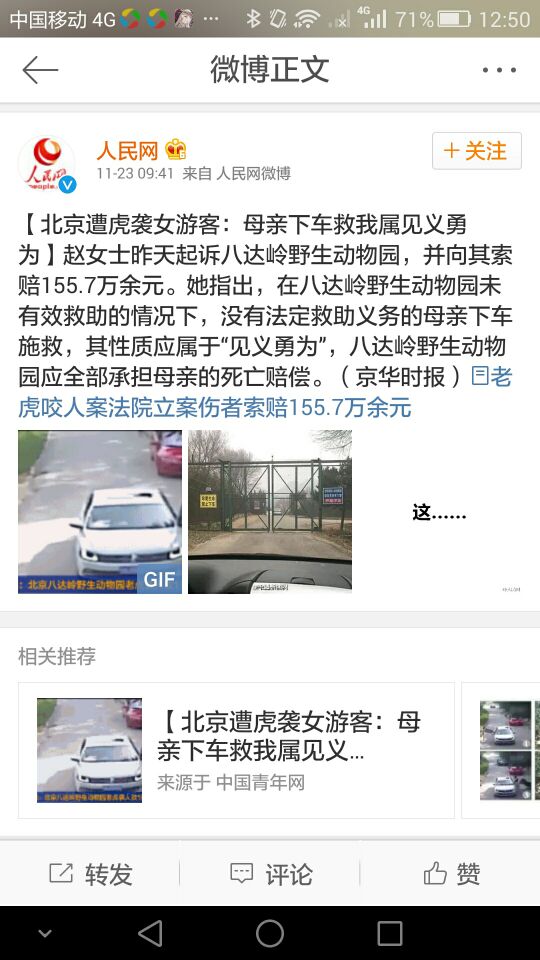 中国移动 4G
4G
71%
12:50
微博正文
人民网
人民网
+ 关注
11-23 09:41 来自 人民网微博
【北京遭虎袭女游客：母亲下车救我属见义勇
为】赵女士昨天起诉八达岭野生动物园，并向其索
赔155.7万余元。她指出，在八达岭野生动物园未
有效救助的情况下，没有法定救助义务的母亲下车
施救，其性质应属于“见义勇为”，八达岭野生动物
园应全部承担母亲的死亡赔偿。（京华时报）老
虎咬人案法院立案伤者索赔155.7万余元
：北京八达岭野生动物园老
GIF
这......
相关推荐
【北京遭虎袭女游客：母
亲下车救我属见义...
来源于 中国青年网
转发
评论
赞